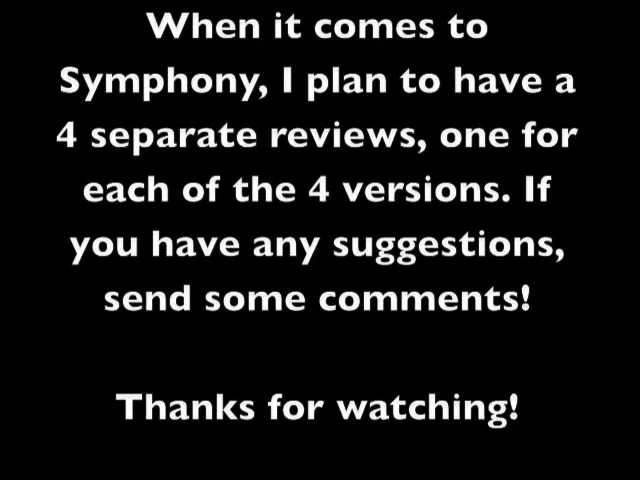 When it comes to
Symphony, I plan to have a
4 separate reviews, one for
each of the 4 versions. If
you have any suggestions,
send some comments!
Thanks for watching!